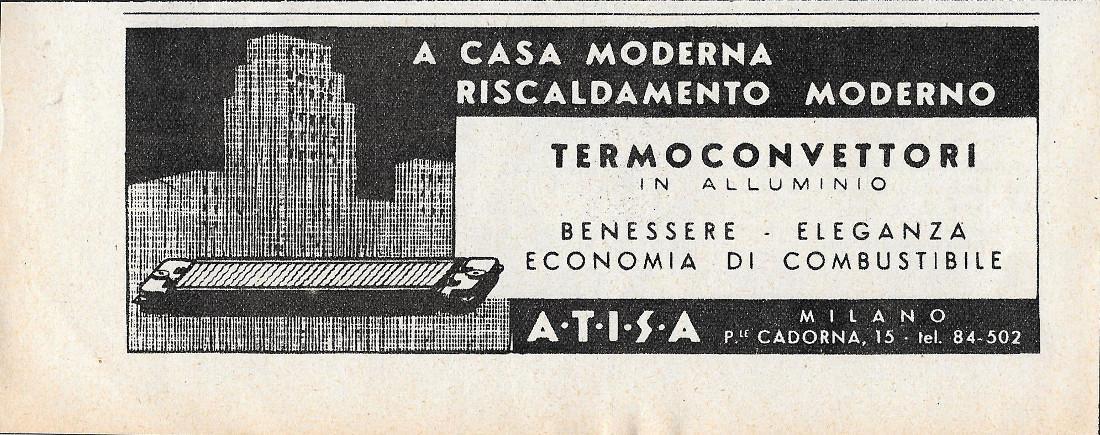 A CASA MODERNA
RISCALDAMENTO MODERNO
TERMOCONVETTORI
IN ALLUMINIO
BENESSERE - ELEGANZA
ECONOMIA DI COMBUSTIBILE
A·T·I·S·A
MILANO
P.LE CADORNA, 15 - tel. 84-502